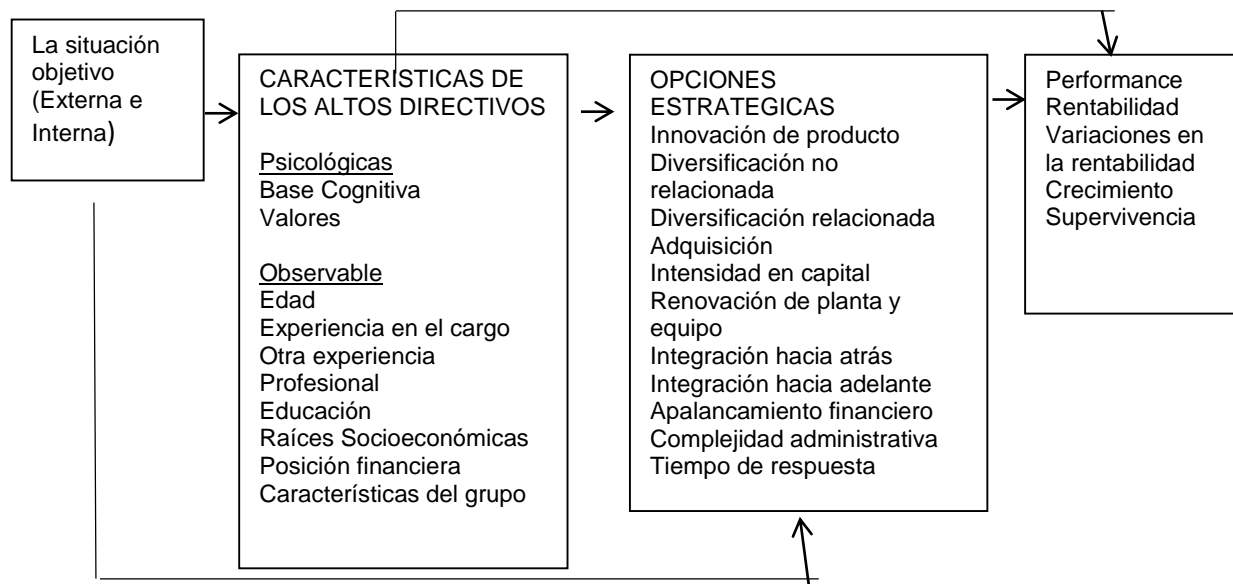 La situación
objetivo
(Externa e
Interna)
CARACTERISTICAS DE
LOS ALTOS DIRECTIVOS
Psicológicas
Base Cognitiva
Valores
Observable
Edad
Experiencia en el cargo
Otra experiencia
Profesional
Educación
Raíces Socioeconómicas
Posición financiera
Características del grupo
OPCIONES
ESTRATEGICAS
Innovación de producto
Diversificación no
relacionada
Diversificación relacionada
Adquisición
Intensidad en capital
Renovación de planta y
equipo
Integración hacia atrás
Integración hacia adelante
Apalancamiento financiero
Complejidad administrativa
Tiempo de respuesta
Performance
Rentabilidad
Variaciones en
la rentabilidad
Crecimiento
Supervivencia